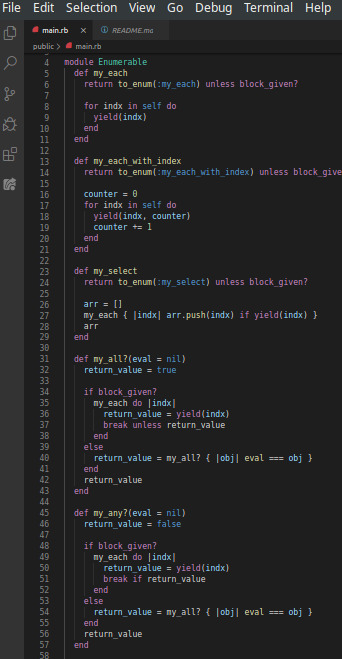 File Edit Selection View Go Debug Terminal Help
main.rb × README.md
public > main.rb
4 module Enumerable
5 def my_each
6 return to_enum(:my_each) unless block_given?
7
8 for indx in self do
9 yield(indx)
10 end
11 end
12
13 def my_each_with_index
14 return to_enum(:my_each_with_index) unless block_give
15
16 counter = 0
17 for indx in self do
18 yield(indx, counter)
19 counter += 1
20 end
21 end
22
23 def my_select
24 return to_enum(:my_select) unless block_given?
25
26 arr = []
27 my_each { |indx| arr.push(indx) if yield(indx) }
28 arr
29 end
30
31 def my_all?(eval = nil)
32 return_value = true
33
34 if block_given?
35 my_each do |indx|
36 return_value = yield(indx)
37 break unless return_value
38 end
39 else
40 return_value = my_all? { |obj| eval === obj }
41 end
42 return_value
43 end
44
45 def my_any?(eval = nil)
46 return_value = false
47
48 if block_given?
49 my_each do |indx|
50 return_value = yield(indx)
51 break if return_value
52 end
53 else
54 return_value = my_all? { |obj| eval === obj }
55 end
56 return_value
57 end
58